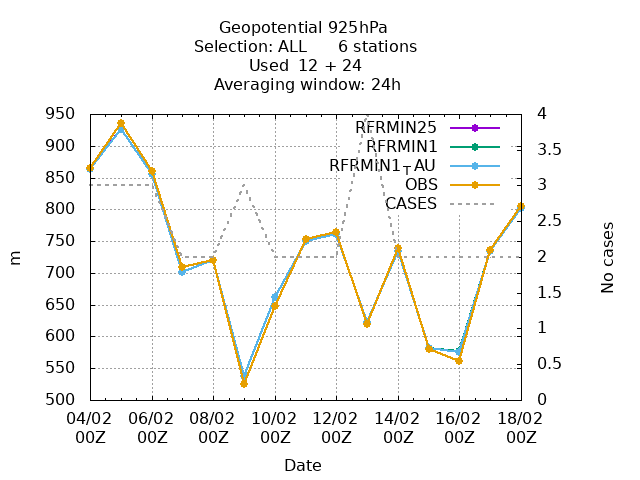 Geopotential 925hPa
Selection: ALL 6 stations
Used 12 + 24
Averaging window: 24h
950
900
850
800
750
700
650
600
550
500
m
4
3.5
3
2.5
2
1.5
1
0.5
0
No cases
RFRMIN25
RFRMIN1
RFRMIN1_AU
OBS
CASES
04/02 06/02 08/02 10/02 12/02 14/02 16/02 18/02
00Z 00Z 00Z 00Z 00Z 00Z 00Z 00Z
Date